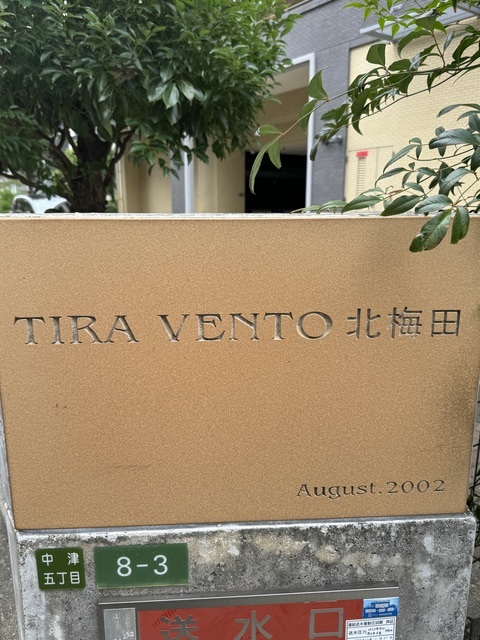 TIRA VENTO 北梅田
August.2002
中津
五丁目
8-3
送水口